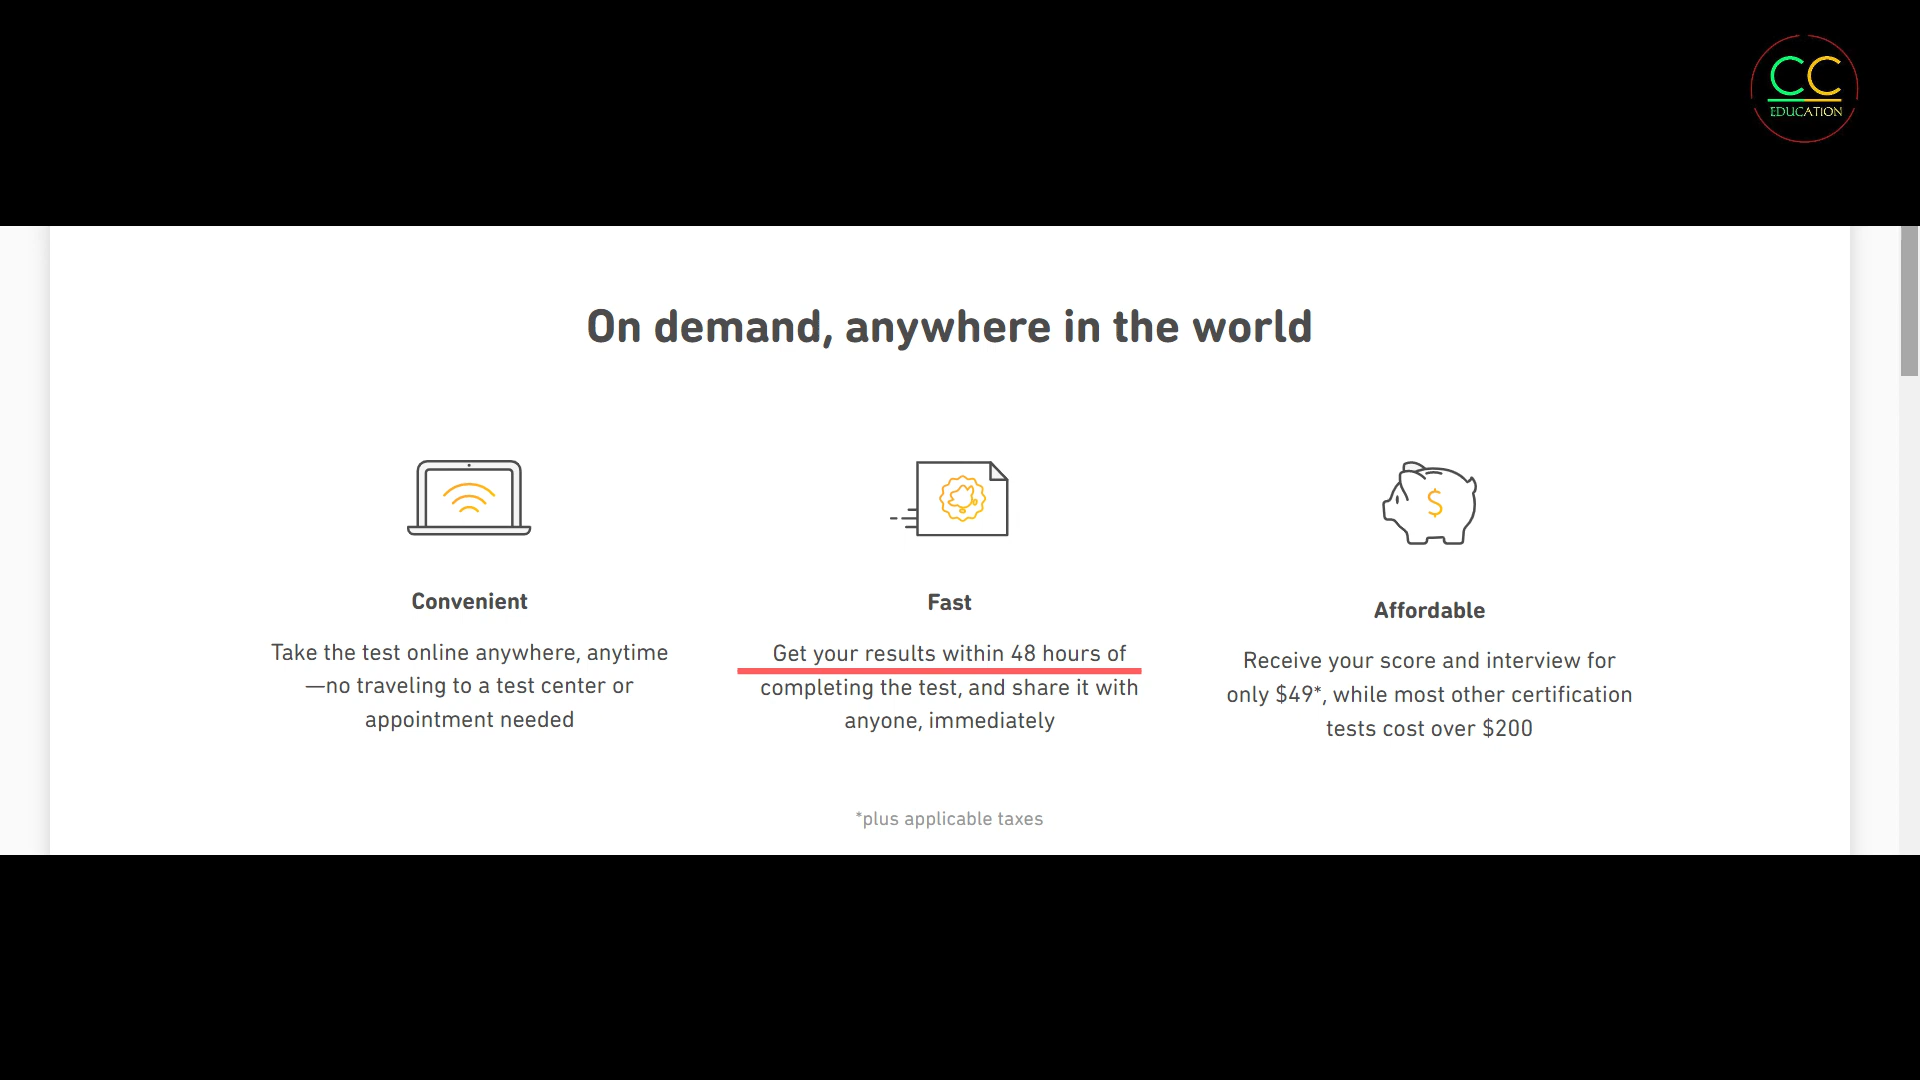 CC
EDUCATION
On demand, anywhere in the world
Convenient
Take the test online anywhere, anytime
—no traveling to a test center or
appointment needed
Fast
Get your results within 48 hours of
completing the test, and share it with
anyone, immediately
$
Affordable
Receive your score and interview for
only $49*, while most other certification
tests cost over $200
*plus applicable taxes